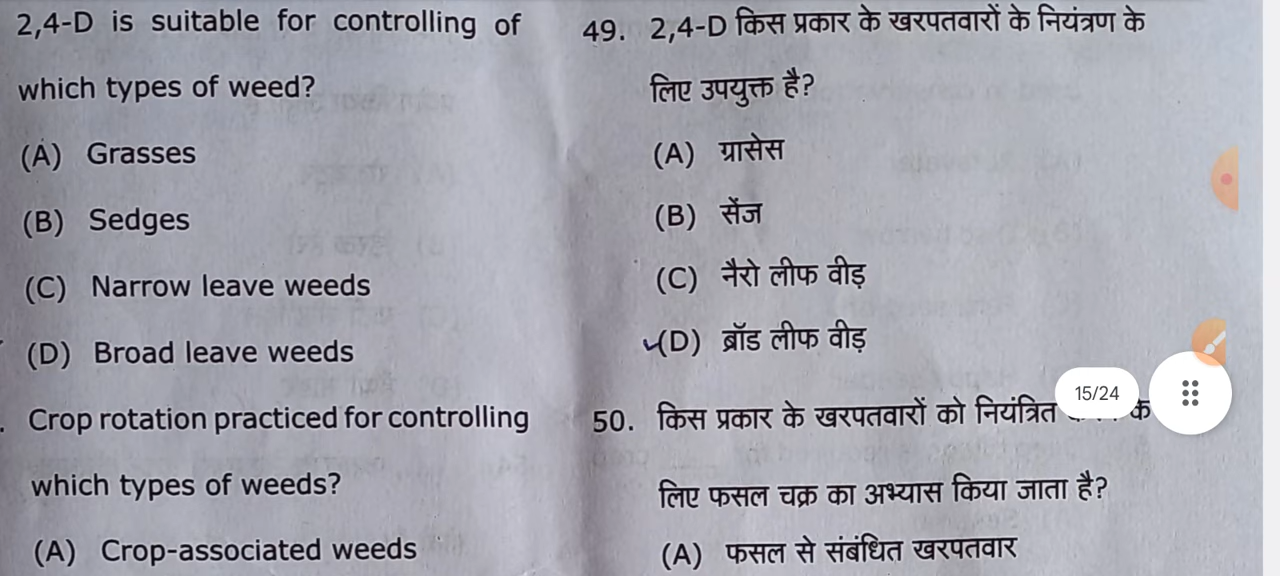 2,4-D is suitable for controlling of
which types of weed?
(A) Grasses
(B) Sedges
(C) Narrow leave weeds
(D) Broad leave weeds
. Crop rotation practiced for controlling
which types of weeds?
(A) Crop-associated weeds
49. 2,4-D किस प्रकार के खरपतवारों के नियंत्रण के
लिए उपयुक्त है?
(A) ग्रासेस
(B) सेंज
(C) नैरो लीफ वीड़
(D) ब्रॉड लीफ वीड़
50. किस प्रकार के खरपतवारों को नियंत्रित के
लिए फसल चक्र का अभ्यास किया जाता है?
(A) फसल से संबंधित खरपतवार
15/24